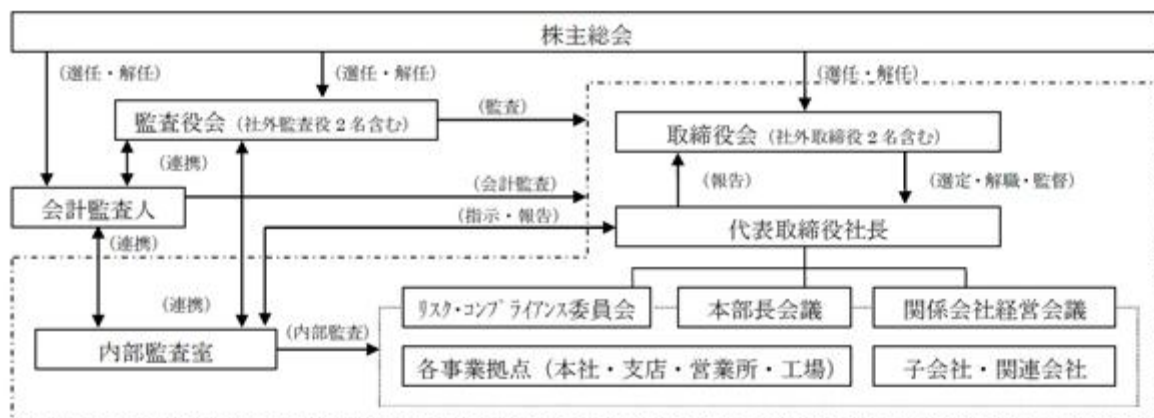 株主総会
(選任・解任)
(選任・解任)
(選任・解任)
監査役会（社外監査役２名含む）
(監査)
取締役会（社外取締役２名含む）
(連携)
(会計監査)
(報告)
(選定・解職・監督)
会計監査人
(指示・報告)
代表取締役社長
(連携)
(連携)
ﾘｽｸ・ｺﾝﾌﾟﾗｲｱﾝｽ委員会
本部長会議
関係会社経営会議
(内部監査)
内部監査室
各事業拠点（本社・支店・営業所・工場）
子会社・関連会社